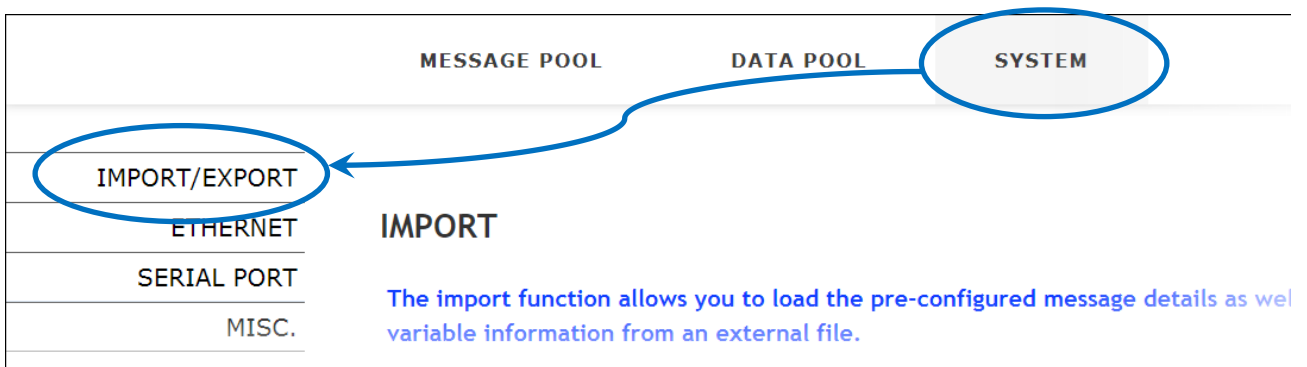 MESSAGE POOL DATA POOL SYSTEM
IMPORT/EXPORT
ETHERNET
SERIAL PORT
MISC.
IMPORT
The import function allows you to load the pre-configured message details as wel
variable information from an external file.